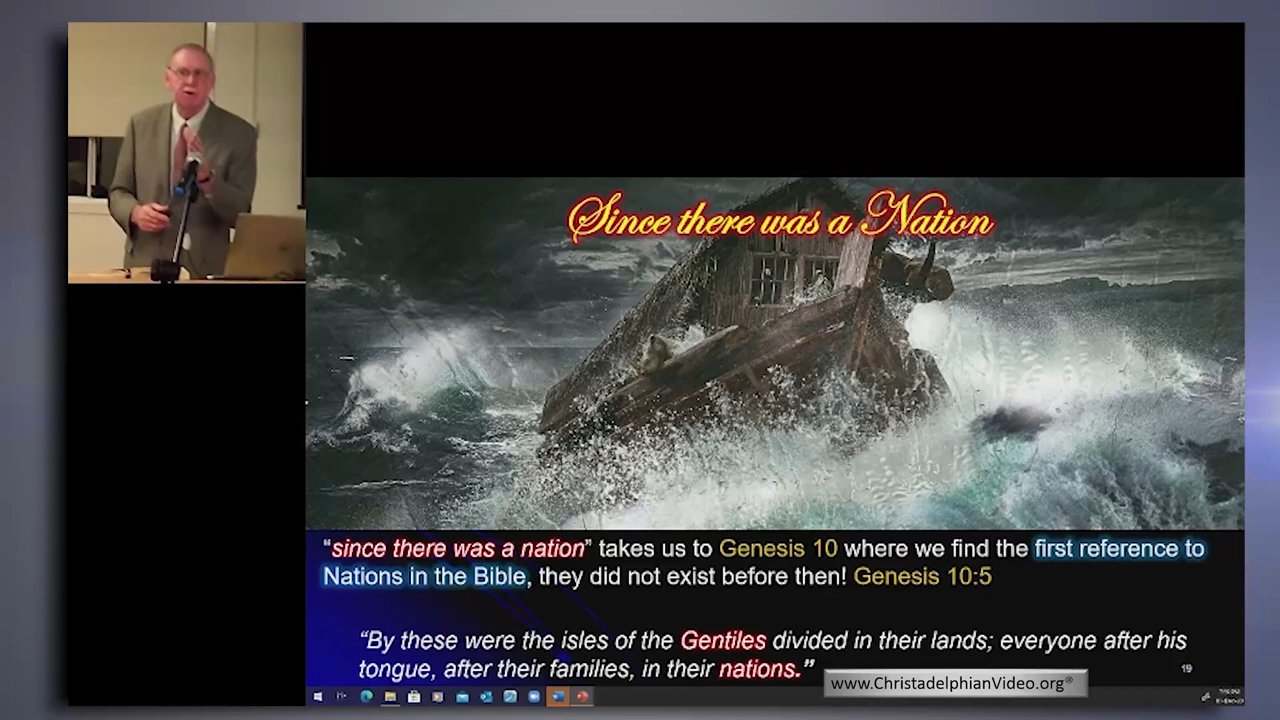 Since there was a Nation
“since there was a nation” takes us to Genesis 10 where we find the first reference to
Nations in the Bible, they did not exist before then! Genesis 10:5
“By these were the isles of the Gentiles divided in their lands; everyone after his
tongue, after their families, in their nations.”
19
www.ChristadelphianVideo.org®